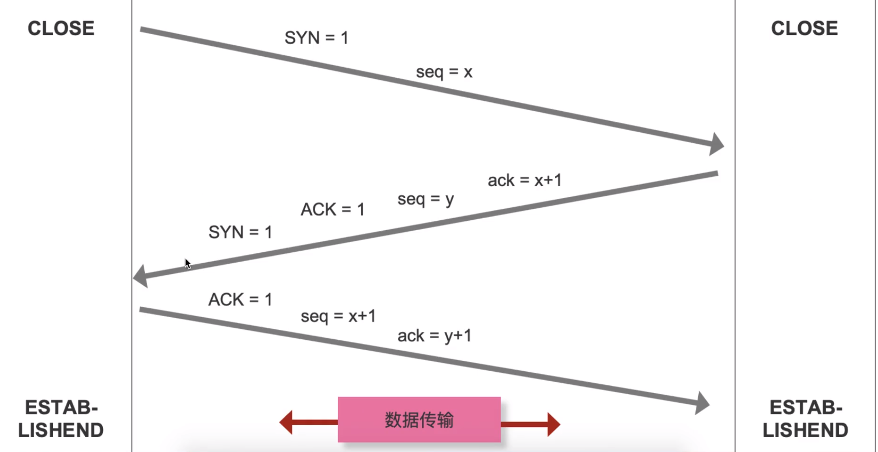 CLOSE
CLOSE
SYN = 1
seq = x
ack = x+1
seq = y
ACK = 1
SYN = 1
ACK = 1
seq = x+1
ack = y+1
ESTAB-
LISHEND
数据传输
ESTAB-
LISHEND